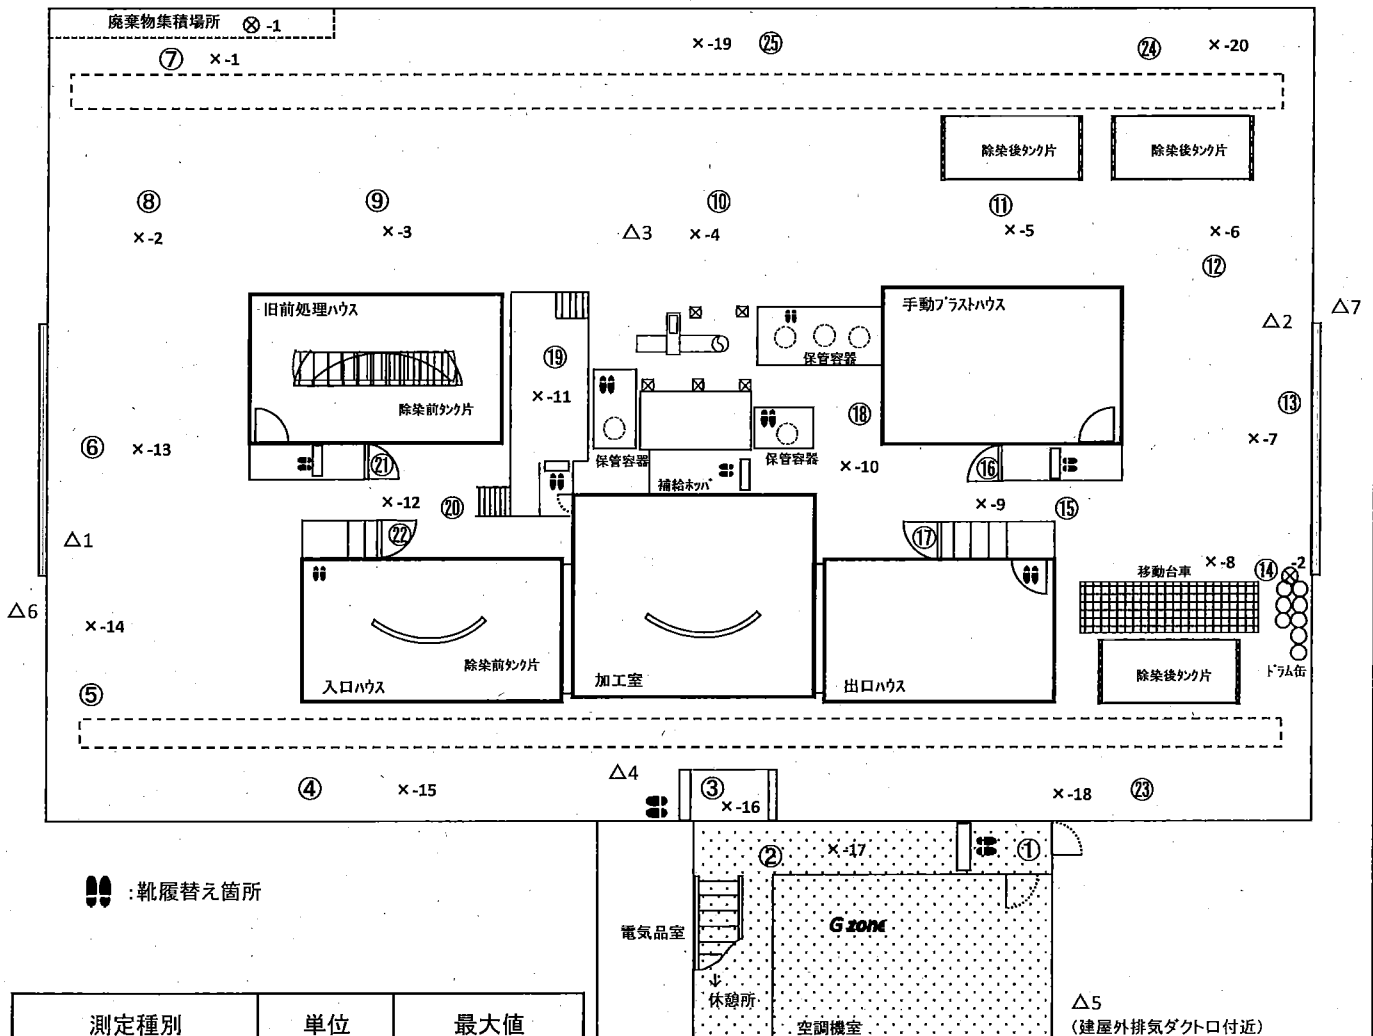 廃棄物集積場所 ⊗ -1
⑦ ×-1
×-19 ㉕
㉔ ×-20
除染後タンク片 除染後タンク片
⑧ ⑨ ⑩ ⑪
×-2 ×-3 △3 ×-4 ×-5 ×-6
⑫
旧前処理ハウス
手動ブラストハウス
△2 △7
⑲
保管容器
除染前タンク片
×-11
⑱
⑬
⑥ ×-13
×-7
㉑
保管容器
保管容器
×-10
⑯
補給ホッパ
×-12 ⑳
×-9 ⑮
△1
㉒
⑰
×-8 ⑭ ⊗ -2
移動台車
△6
×-14
除染前タンク片
入口ハウス
加工室
出口ハウス
除染後タンク片
ドラム缶
⑤
④ ×-15
△4
③ ×-16
×-18 ㉓
② ×-17 ①
:靴履替え箇所
電気品室
G zone
休憩所
空調機室
△5
(建屋外排気ダクト口付近)
測定種別 単位 最大値